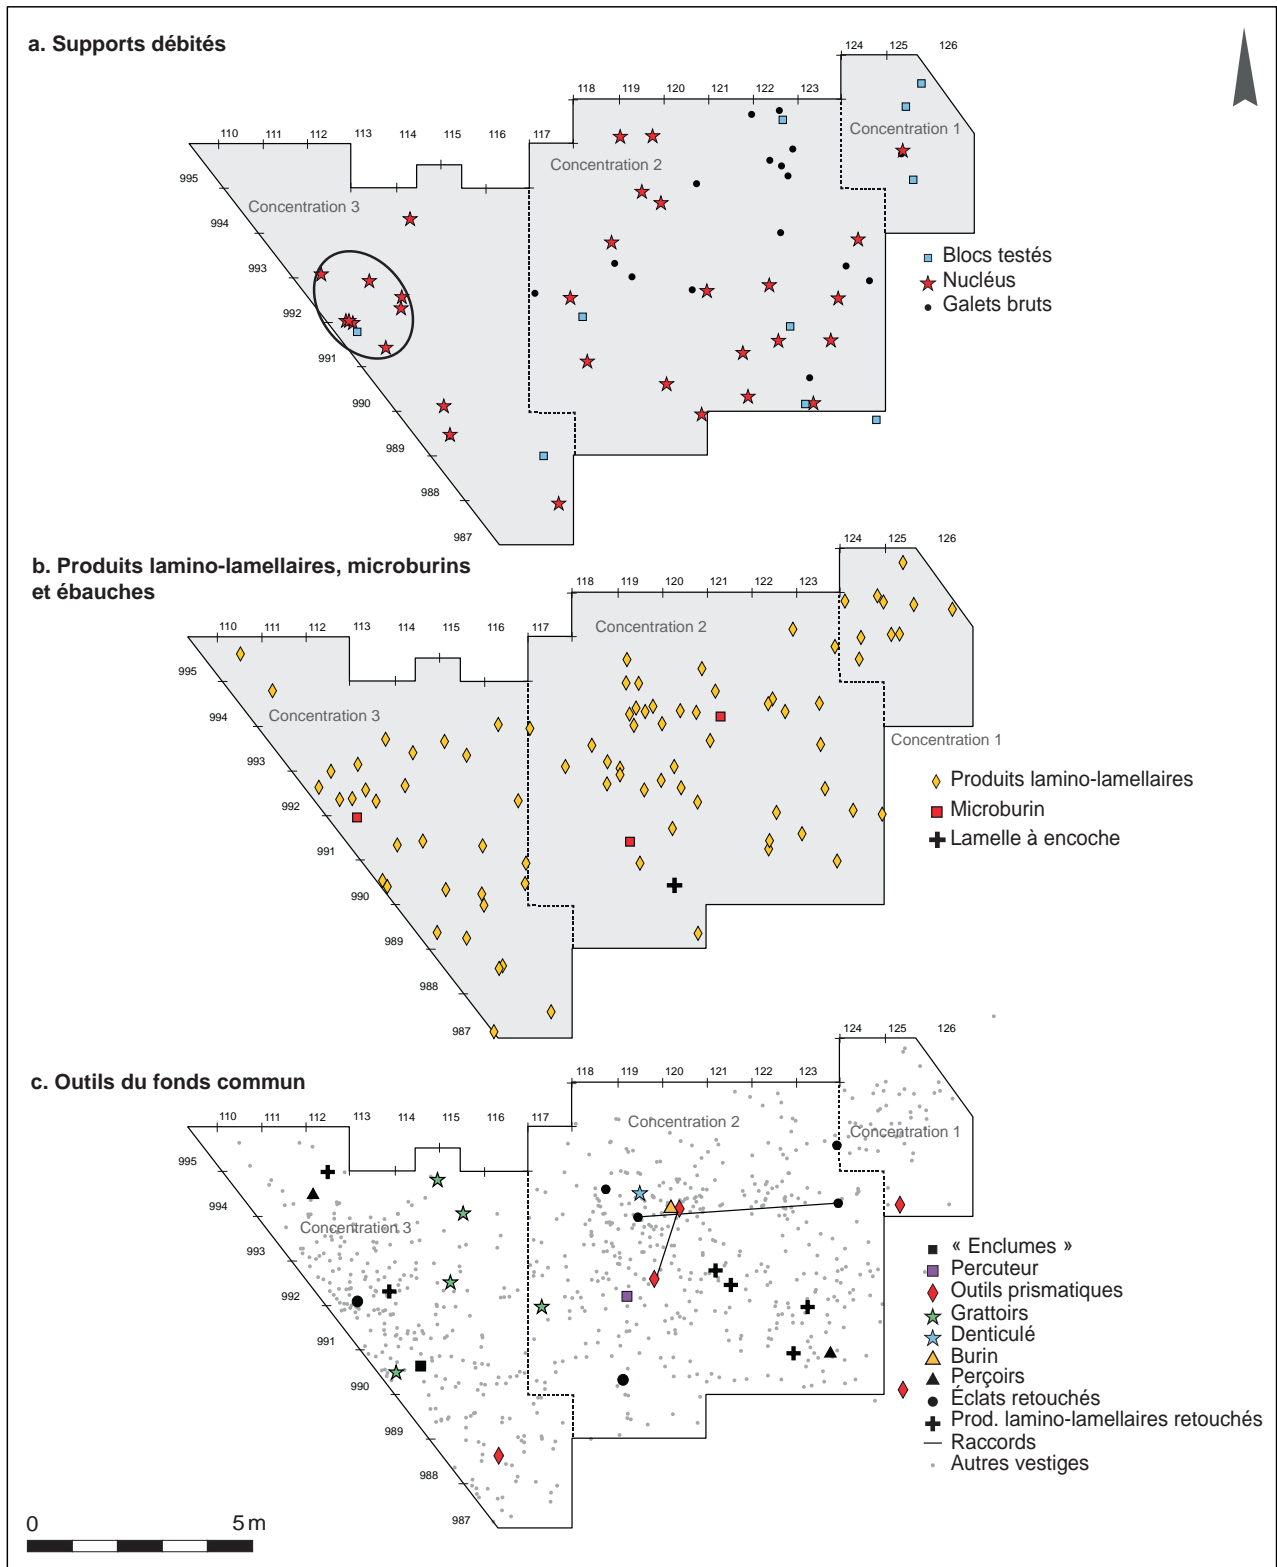 a. Supports débités
124 125 126
118 119 120 121 122 123
Concentration 1
110 111 112 113 114 115 116 117
Concentration 2
995
Concentration 3
994
993
992
991
990
989
988
987
Blocs testés
Nucléus
Galets bruts
b. Produits lamino-lamellaires, microburins
et ébauches
124 125 126
118 119 120 121 122 123
110 111 112 113 114 115 116 117
Concentration 2
995
Concentration 3
994
Concentration 1
993
992
991
990
989
988
987
Produits lamino-lamellaires
Microburin
Lamelle à encoche
c. Outils du fonds commun
124 125 126
118 119 120 121 122 123
110 111 112 113 114 115 116 117
Concentration 2
Concentration 1
995
994
Concentration 3
993
992
991
990
989
988
987
« Enclumes »
Percuteur
Outils prismatiques
Grattoirs
Denticulé
Burin
Perçoirs
Éclats retouchés
Prod. lamino-lamellaires retouchés
Raccords
Autres vestiges
0 5 m